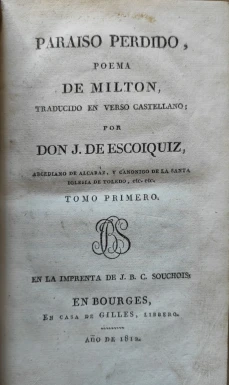 PARAISO PERDIDO,
POEMA
DE MILTON,
TRADUCIDO EN VERSO CASTELLANO;
POR
DON J. DE ESCOIQUIZ,
ARCEDIANO DE ALCARAZ, Y CANONIGO DE LA SANTA
IGLESIA DE TOLEDO, etc. etc.
TOMO PRIMERO.
EN LA IMPRENTA DE J. B. C. SOUCHOIS:
EN BOURGES,
EN CASA DE GILLES, LIBRERO.
AÑO DE 1812.